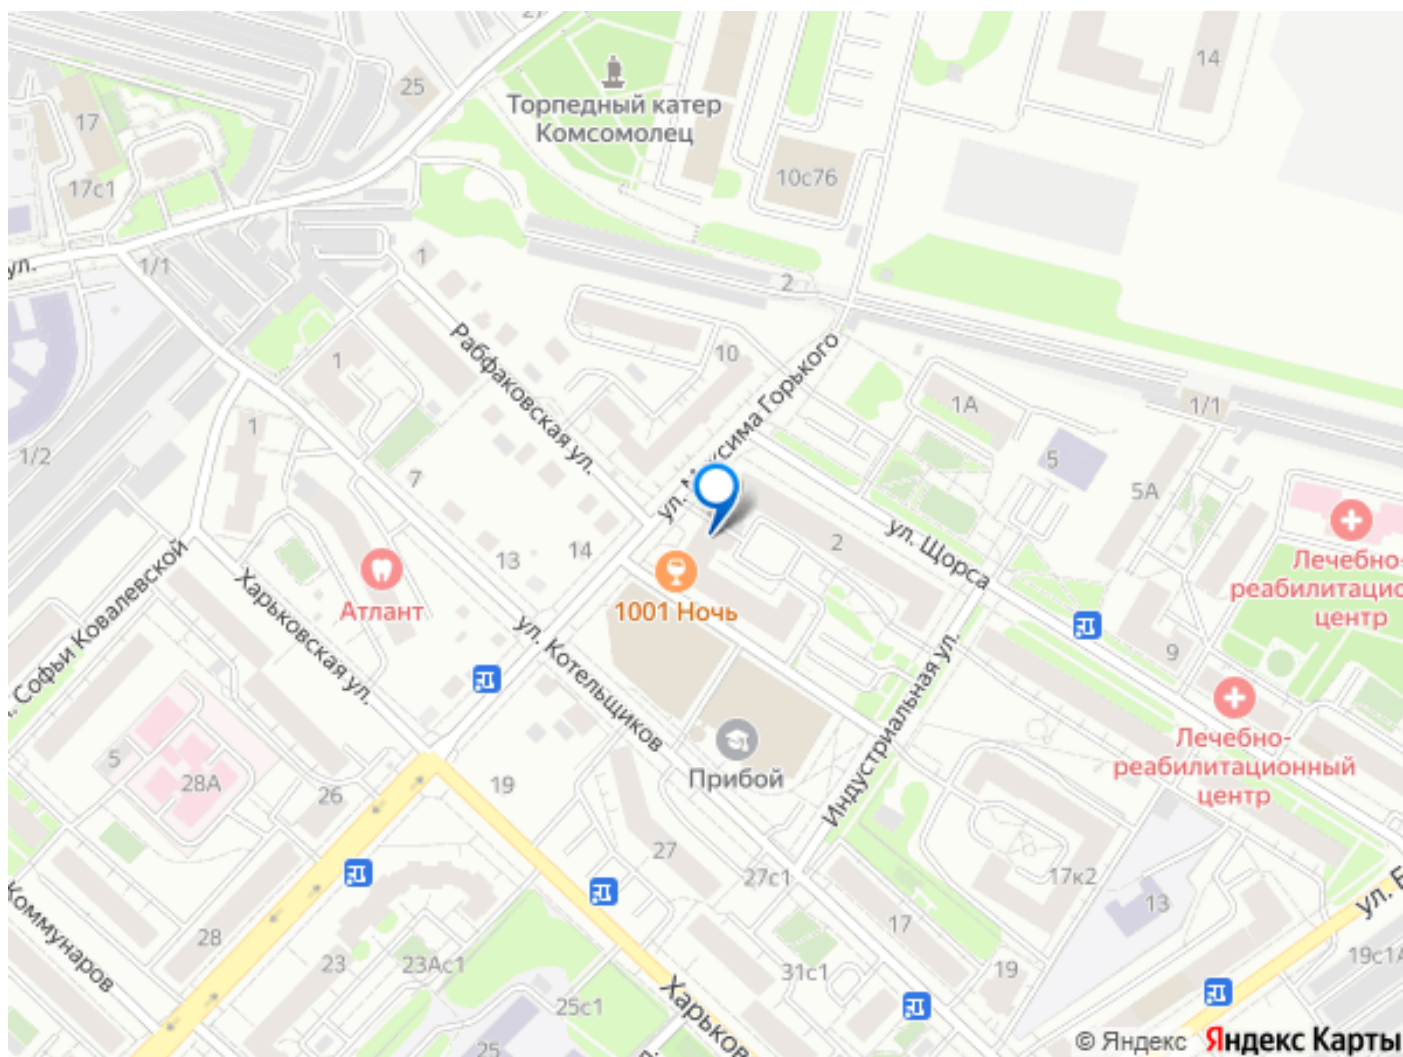 27
25
14
Торпедный катер
Комсомолец
17
17с1
10с76
ул.
1/1
1
2
Рабфаковская ул.
10
ул. Максима Горького
1
1А
1/1
1
1/2
7
5
5А
ул. Щорса
2
Лечебно-
реабилитацио
центр
13
14
Атлант
1001 Ночь
Софьи Ковалевской
Харьковская ул.
ул. Котельщиков
Индустриальная ул.
9
Лечебно-
реабилитационный
центр
5
28А
26
19
Прибой
27
27с1
17к2
13
17
ул. Б
Коммунаров
28
23
23Ас1
31с1
19
19с1А
25с1
25
Харьков
© Яндекс Яндекс Карты